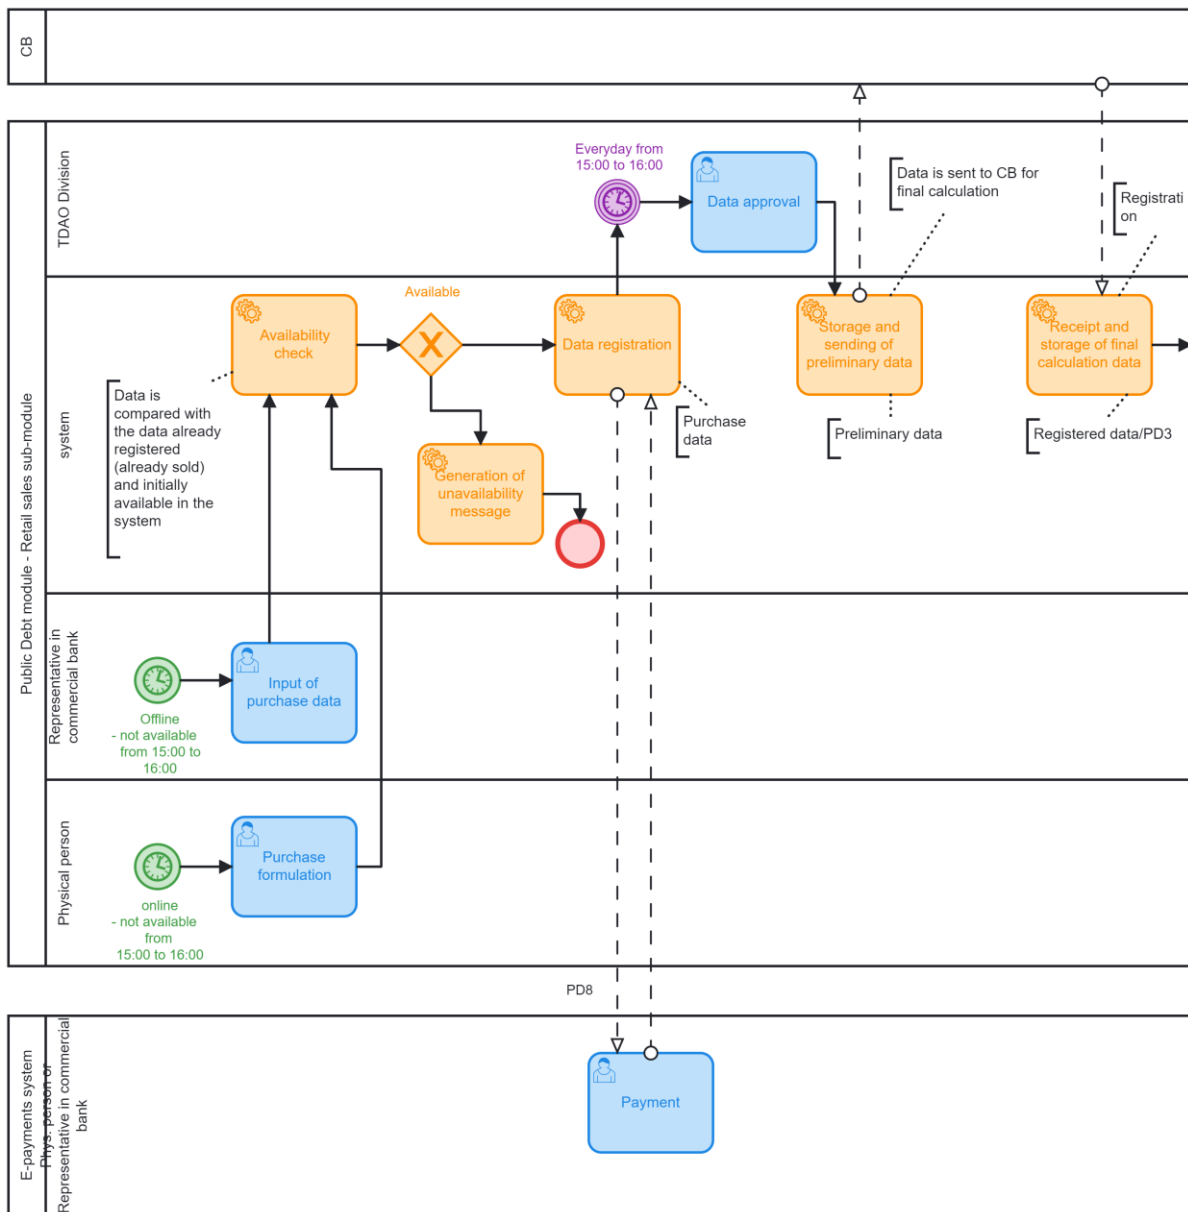 CB
Public Debt module - Retail sales sub-module
TDAO Division
Everyday from
15:00 to 16:00
Data approval
Data is sent to CB for
final calculation
Registrati
on
system
Available
Availability
check
Data registration
Storage and
sending of
preliminary data
Receipt and
storage of final
calculation data
Data is
compared with
the data already
registered
(already sold)
and initially
available in the
system
Purchase
data
Preliminary data
Registered data/PD3
Generation of
unavailability
message
Representative in
commercial bank
Input of
purchase data
Offline
- not available
from 15:00 to
16:00
Physical person
Purchase
formulation
online
- not available
from
15:00 to 16:00
PD8
E-payments system
Phys. person or
Representative in commercial
bank
Payment